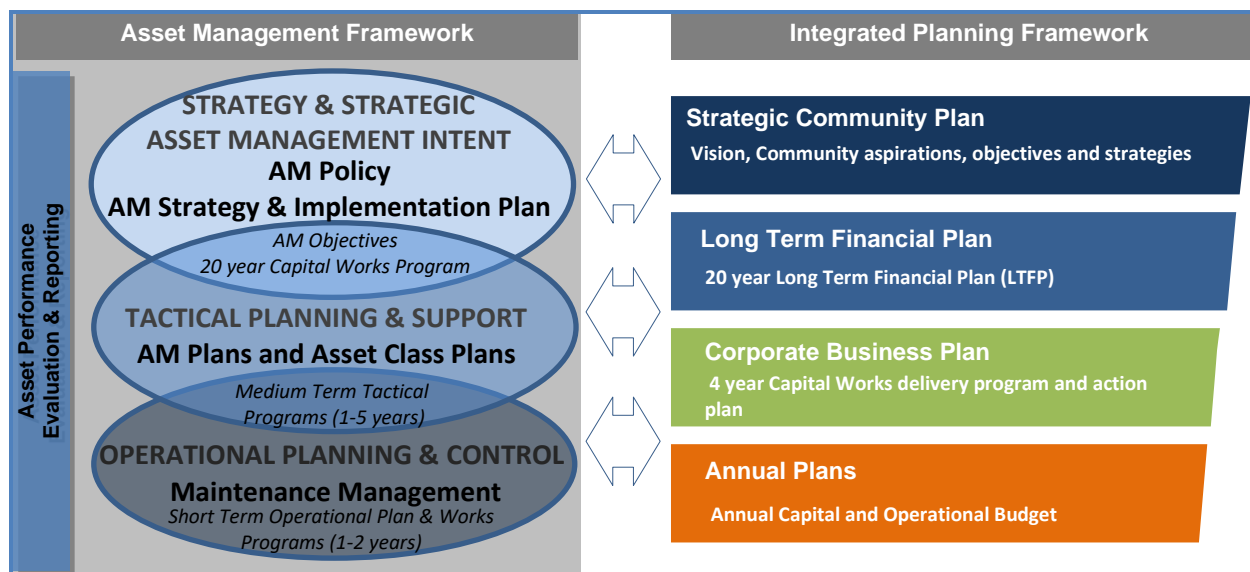 Asset Management Framework
Asset Performance
Evaluation & Reporting
STRATEGY & STRATEGIC
ASSET MANAGEMENT INTENT
AM Policy
AM Strategy & Implementation Plan
AM Objectives
20 year Capital Works Program
TACTICAL PLANNING & SUPPORT
AM Plans and Asset Class Plans
Medium Term Tactical
Programs (1-5 years)
OPERATIONAL PLANNING & CONTROL
Maintenance Management
Short Term Operational Plan & Works
Programs (1-2 years)
Integrated Planning Framework
Strategic Community Plan
Vision, Community aspirations, objectives and strategies
Long Term Financial Plan
20 year Long Term Financial Plan (LTFP)
Corporate Business Plan
4 year Capital Works delivery program and action
plan
Annual Plans
Annual Capital and Operational Budget